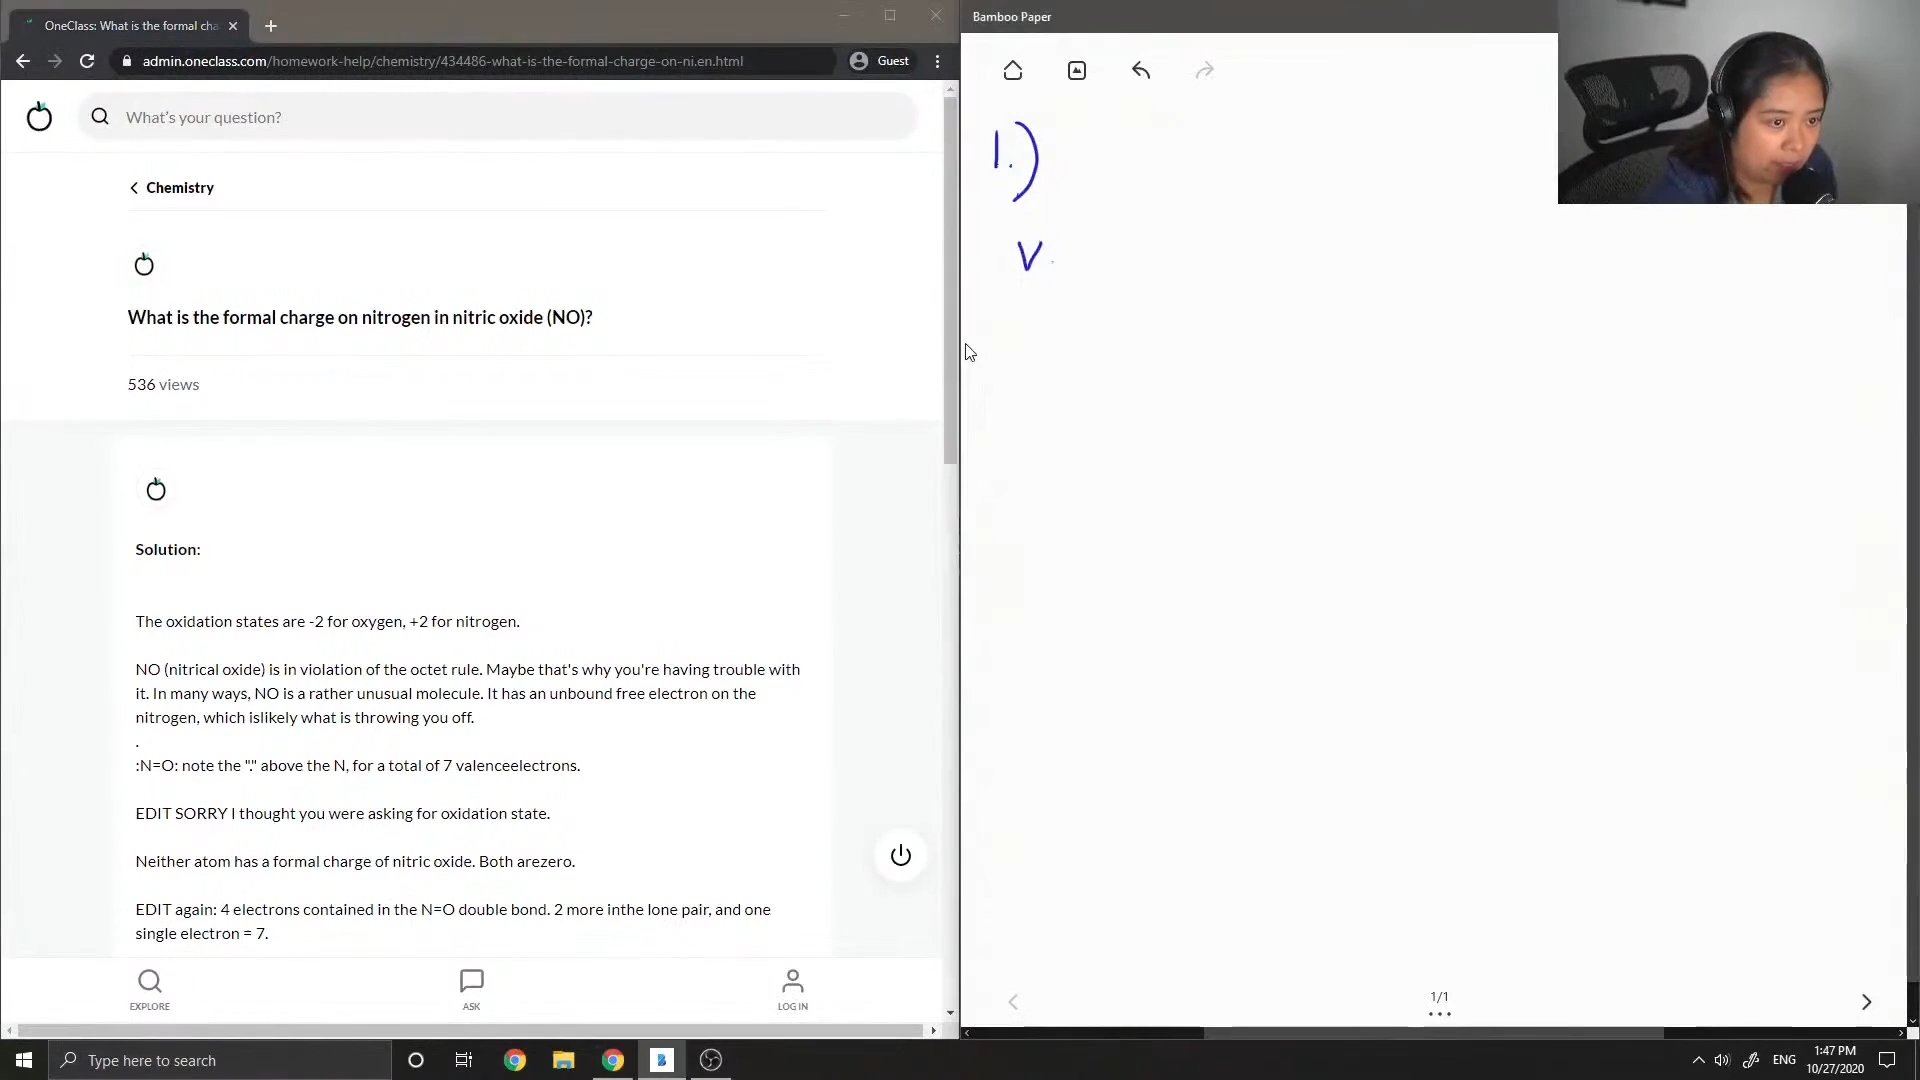 OneClass: What is the formal cha
Bamboo Paper
admin.oneclass.com/homework-help/chemistry/434486-what-is-the-formal-charge-on-ni.en.html
Guest
What's your question?
Chemistry
What is the formal charge on nitrogen in nitric oxide (NO)?
536 views
Solution:
The oxidation states are -2 for oxygen, +2 for nitrogen.
NO (nitrical oxide) is in violation of the octet rule. Maybe that's why you're having trouble with
it. In many ways, NO is a rather unusual molecule. It has an unbound free electron on the
nitrogen, which islikely what is throwing you off.
.
:N=O: note the "." above the N, for a total of 7 valenceelectrons.
EDIT SORRY I thought you were asking for oxidation state.
Neither atom has a formal charge of nitric oxide. Both arezero.
EDIT again: 4 electrons contained in the N=O double bond. 2 more inthe lone pair, and one
single electron = 7.
EXPLORE
ASK
LOG IN
1.)
V
1/1
Type here to search
ENG
1:47 PM
10/27/2020